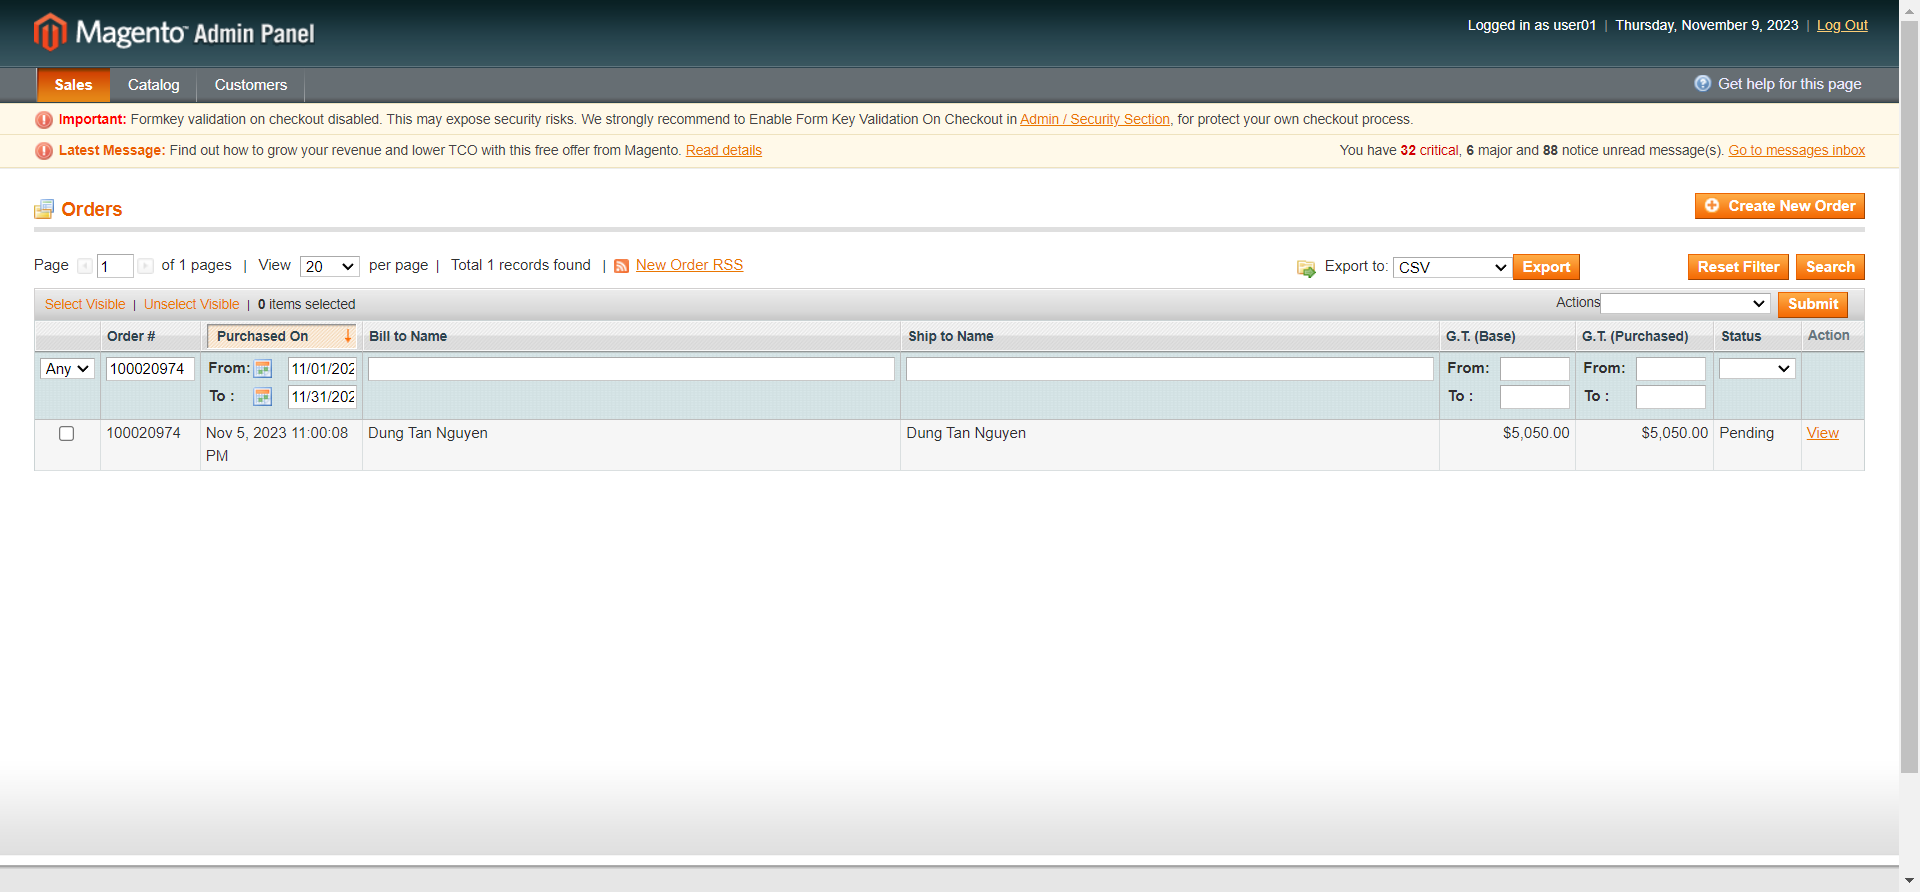 Magento™ Admin Panel
Logged in as user01 | Thursday, November 9, 2023 | Log Out
Sales Catalog Customers
Get help for this page
Important: Formkey validation on checkout disabled. This may expose security risks. We strongly recommend to Enable Form Key Validation On Checkout in Admin / Security Section, for protect your own checkout process.
Latest Message: Find out how to grow your revenue and lower TCO with this free offer from Magento. Read details
You have 32 critical, 6 major and 88 notice unread message(s). Go to messages inbox
Orders
Create New Order
Page 1 of 1 pages | View 20 per page | Total 1 records found | New Order RSS
Export to: CSV Export
Reset Filter Search
Select Visible | Unselect Visible | 0 items selected
Actions Submit
Order # Purchased On Bill to Name Ship to Name G.T. (Base) G.T. (Purchased) Status Action
Any 100020974 From: 11/01/202 From: From:
To : 11/31/202 To : To :
100020974 Nov 5, 2023 11:00:08 Dung Tan Nguyen Dung Tan Nguyen $5,050.00 $5,050.00 Pending View
PM